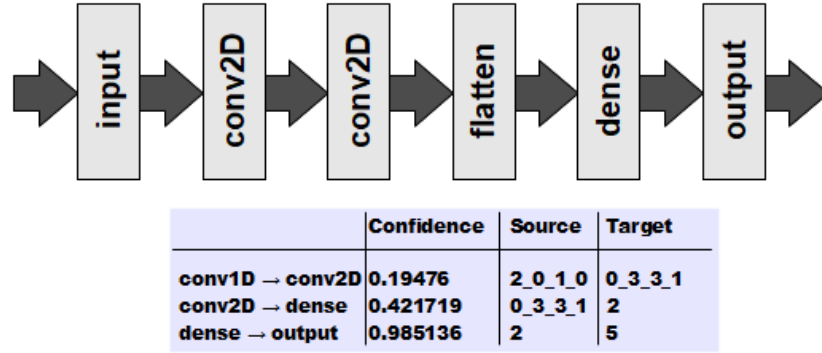 input
conv2D
conv2D
flatten
dense
output
Confidence Source Target
conv1D → conv2D 0.19476 2_0_1_0 0_3_3_1
conv2D → dense 0.421719 0_3_3_1 2
dense → output 0.985136 2 5